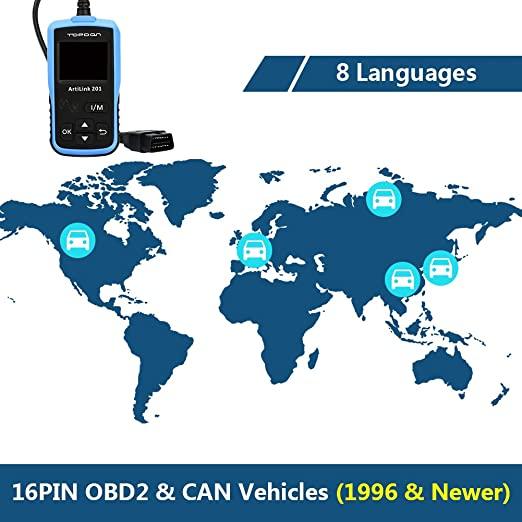 TOPDON
8 Languages
ArtiLink 201
I/M
OK
16PIN OBD2 & CAN Vehicles (1996 & Newer)